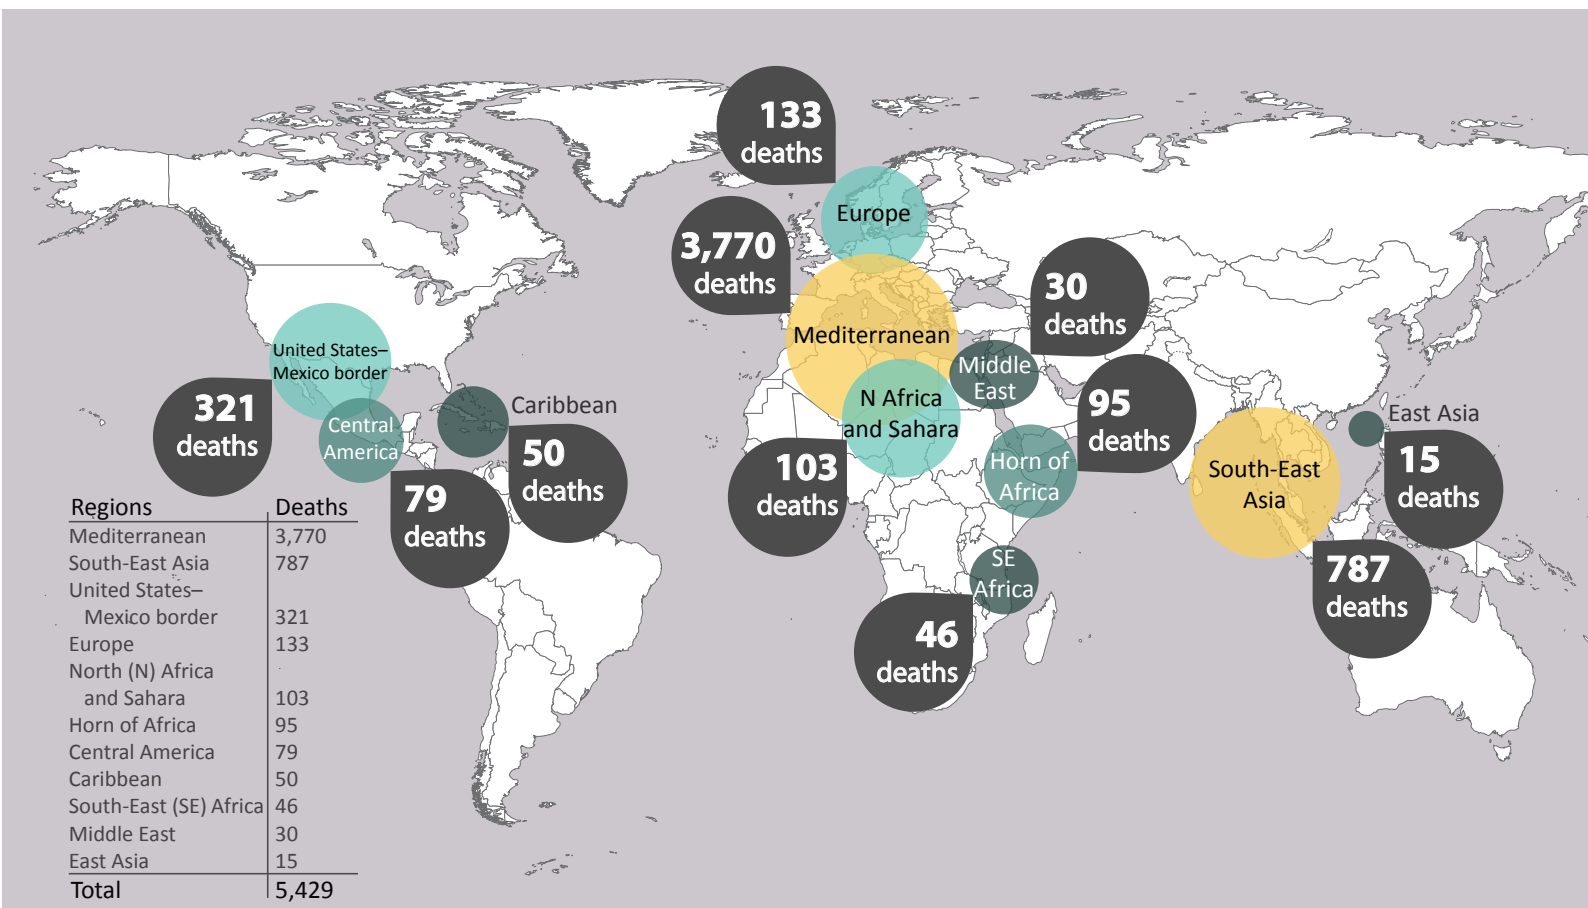 133
deaths
Europe
3,770
deaths
30
deaths
Mediterranean
United States–
Mexico border
Middle
East
321
deaths
Central
America
Caribbean
50
deaths
N Africa
and Sahara
95
deaths
East Asia
15
deaths
79
deaths
103
deaths
Horn of
Africa
South-East
Asia
SE
Africa
787
deaths
46
deaths
Regions Deaths
Mediterranean 3,770
South-East Asia 787
United States–
Mexico border 321
Europe 133
North (N) Africa
and Sahara 103
Horn of Africa 95
Central America 79
Caribbean 50
South-East (SE) Africa 46
Middle East 30
East Asia 15
Total 5,429